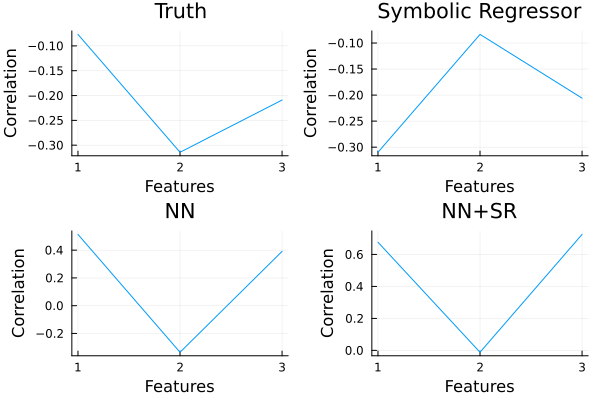 Truth
Correlation
−0.10
−0.15
−0.20
−0.25
−0.30
1 2 3
Features
Symbolic Regressor
Correlation
−0.10
−0.15
−0.20
−0.25
−0.30
1 2 3
Features
NN
Correlation
0.4
0.2
0.0
−0.2
1 2 3
Features
NN+SR
Correlation
0.6
0.4
0.2
0.0
1 2 3
Features